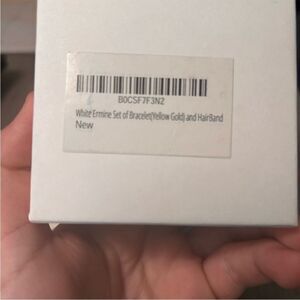 B0CSF7F3N2
White Ermine Set of Bracelet(Yellow Gold) and HairBand
New